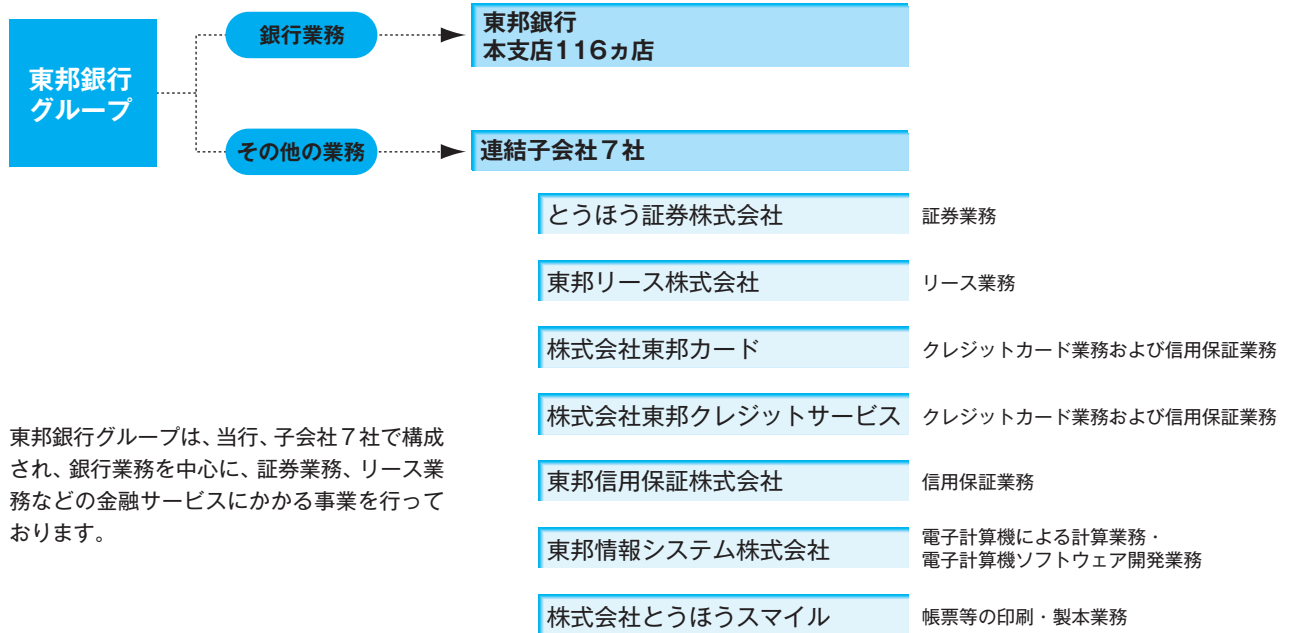 東邦銀行
グループ
銀行業務
東邦銀行
本支店116ヵ店
その他の業務
連結子会社7社
とうほう証券株式会社
証券業務
東邦リース株式会社
リース業務
株式会社東邦カード
クレジットカード業務および信用保証業務
株式会社東邦クレジットサービス
クレジットカード業務および信用保証業務
東邦信用保証株式会社
信用保証業務
東邦情報システム株式会社
電子計算機による計算業務・
電子計算機ソフトウェア開発業務
株式会社とうほうスマイル
帳票等の印刷・製本業務
東邦銀行グループは、当行、子会社7社で構成
され、銀行業務を中心に、証券業務、リース業
務などの金融サービスにかかる事業を行って
おります。